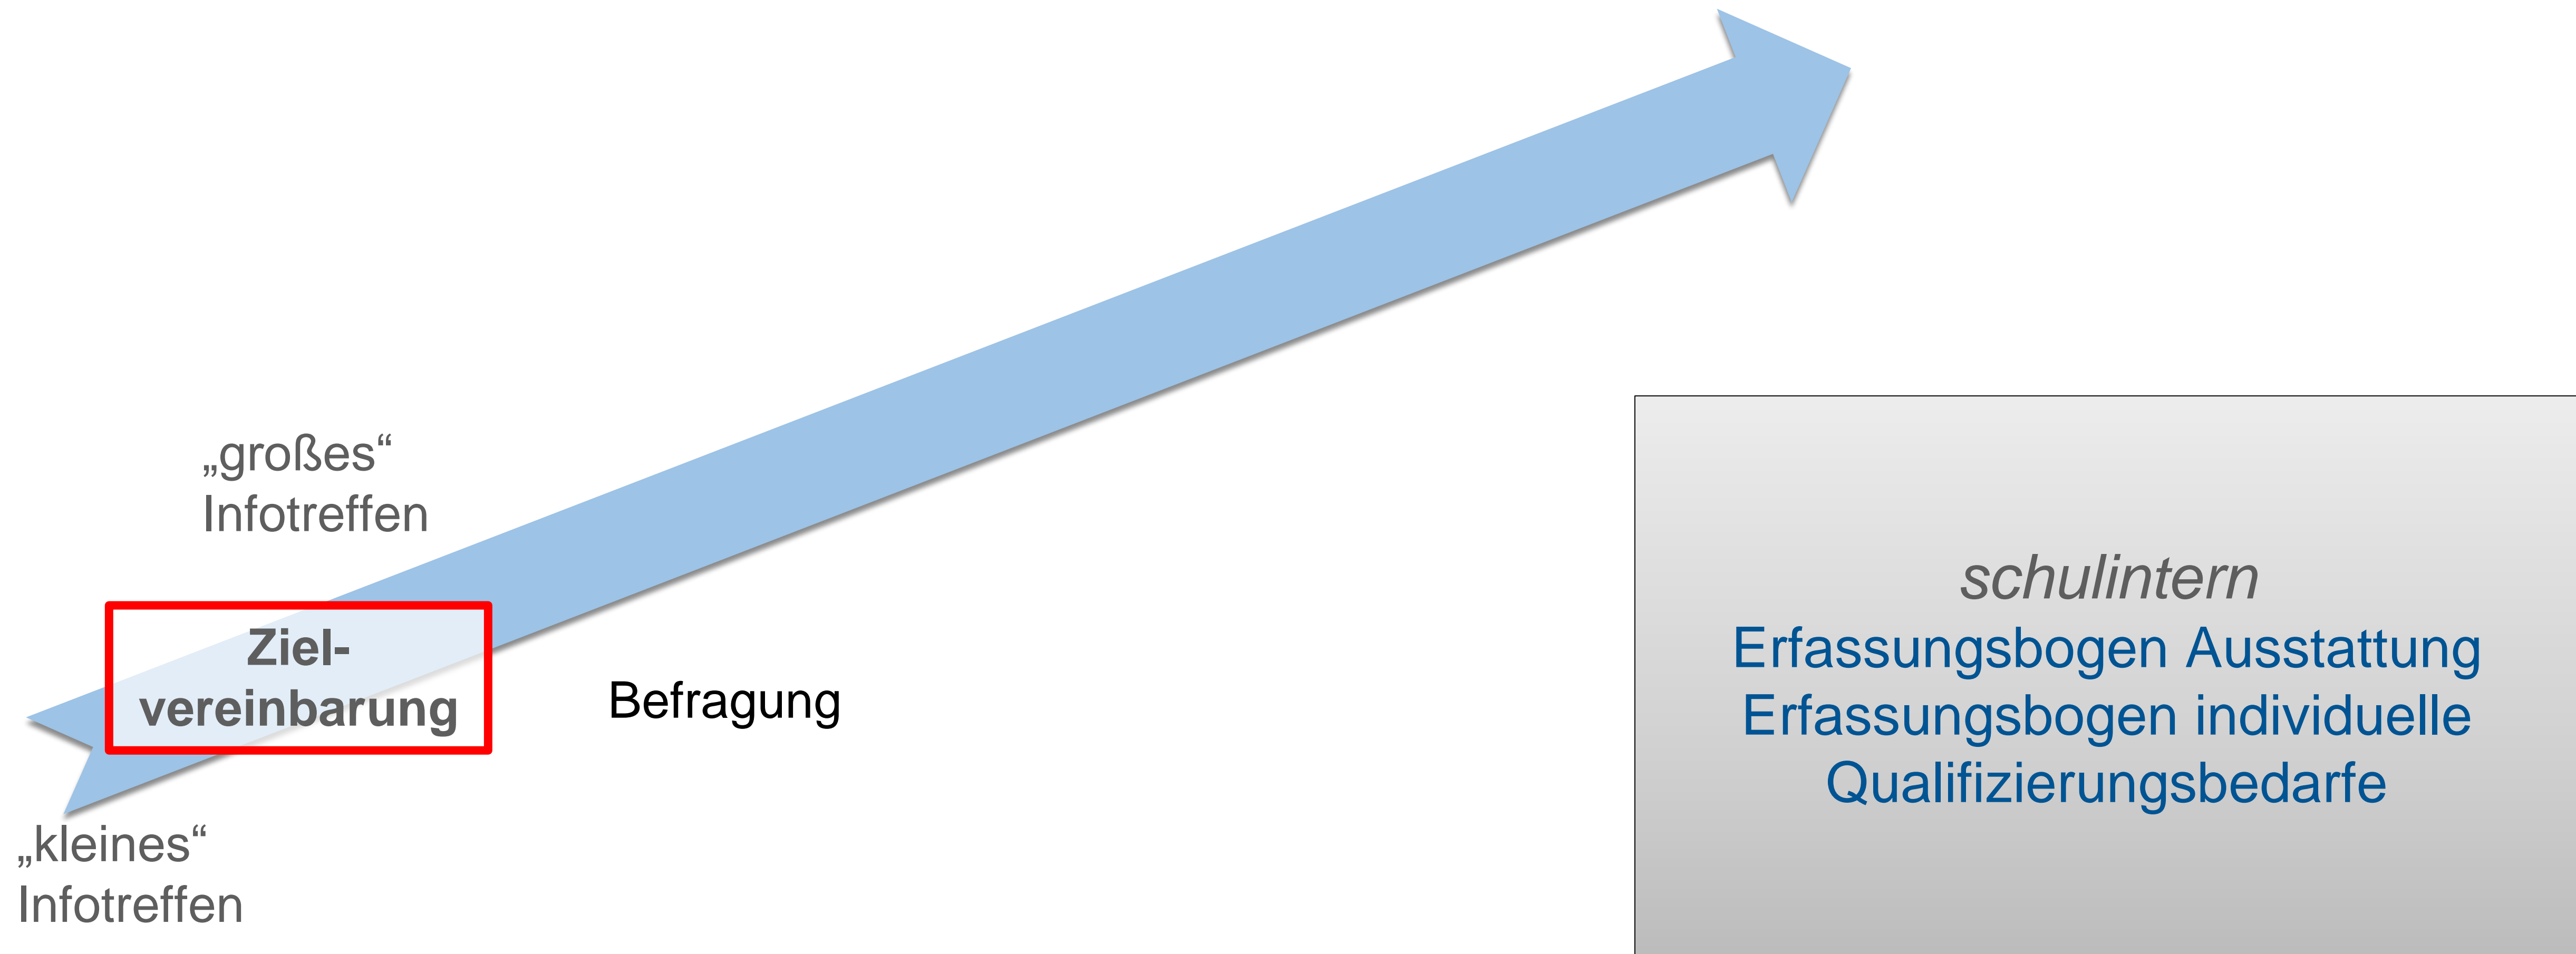 „großes“
Infotreffen
Ziel-
vereinbarung
Befragung
„kleines“
Infotreffen
schulintern
Erfassungsbogen Ausstattung
Erfassungsbogen individuelle
Qualifizierungsbedarfe